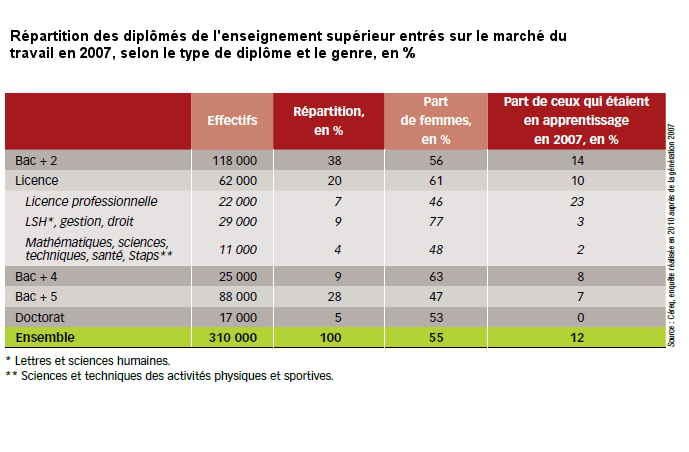 Répartition des diplômés de l'enseignement supérieur entrés sur le marché du
travail en 2007, selon le type de diplôme et le genre, en %
Effectifs Répartition, en % Part de femmes, en % Part de ceux qui étaient en apprentissage en 2007, en %
Bac + 2 118 000 38 56 14
Licence 62 000 20 61 10
Licence professionnelle 22 000 7 46 23
LSH*, gestion, droit 29 000 9 77 3
Mathématiques, sciences, techniques, santé, Staps** 11 000 4 48 2
Bac + 4 25 000 9 63 8
Bac + 5 88 000 28 47 7
Doctorat 17 000 5 53 0
Ensemble 310 000 100 55 12
* Lettres et sciences humaines.
** Sciences et techniques des activités physiques et sportives.
Source : Céreq, enquête réalisée en 2010 auprès de la génération 2007